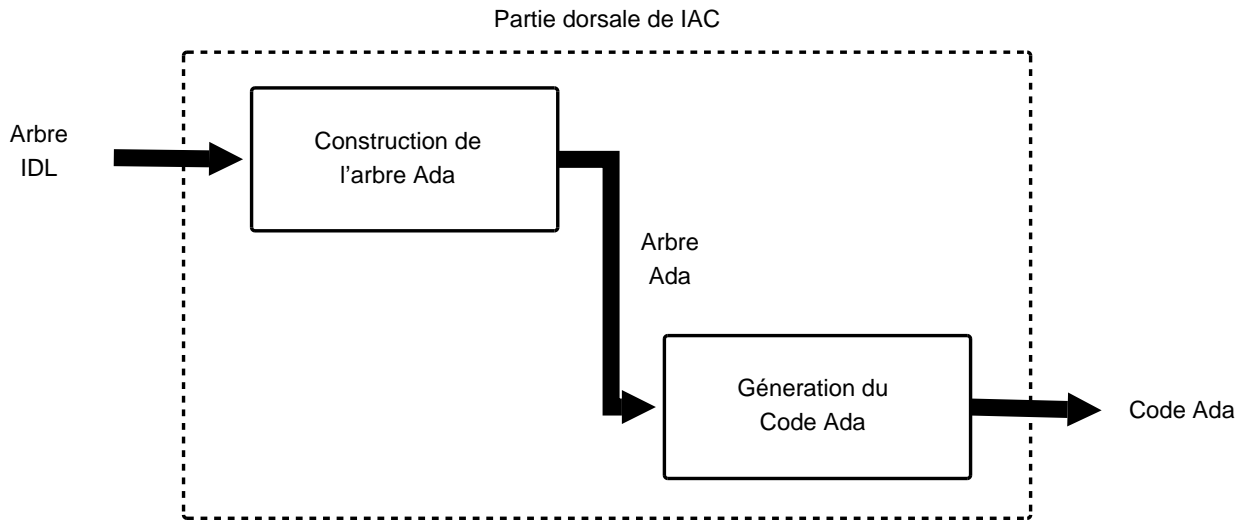 Partie dorsale de IAC
Arbre
IDL
Construction de
l'arbre Ada
Arbre
Ada
Géneration du
Code Ada
Code Ada